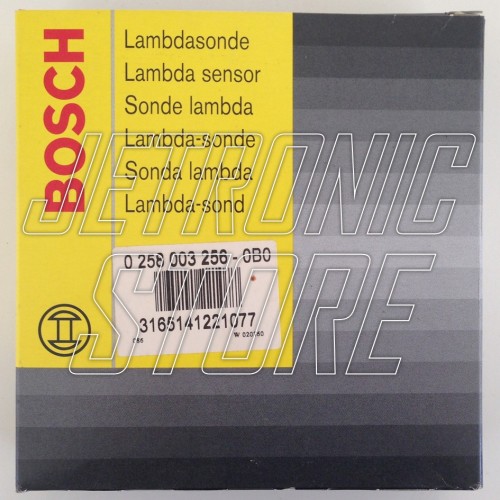 BOSCH
Lambdasonde
Lambda sensor
Sonde lambda
Lambda-sonde
Sonda lambda
Lambda-sond
0 258 003 256 - 0B0
3165141221077
JETRONIC
STORE